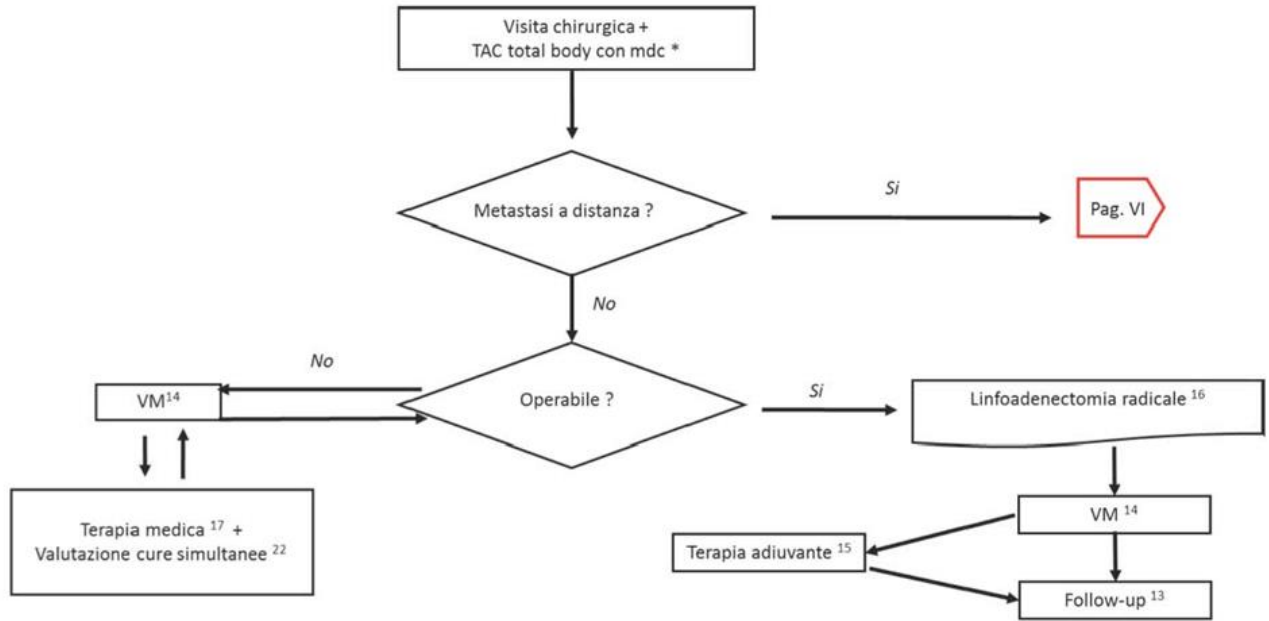 Visita chirurgica +
TAC total body con mdc *
Metastasi a distanza ?
Si
Pag. VI
No
No
VM14
Operabile ?
Si
Linfoadenectomia radicale 16
Terapia medica 17 +
Valutazione cure simultanee 22
VM 14
Terapia adiuvante 15
Follow-up 13